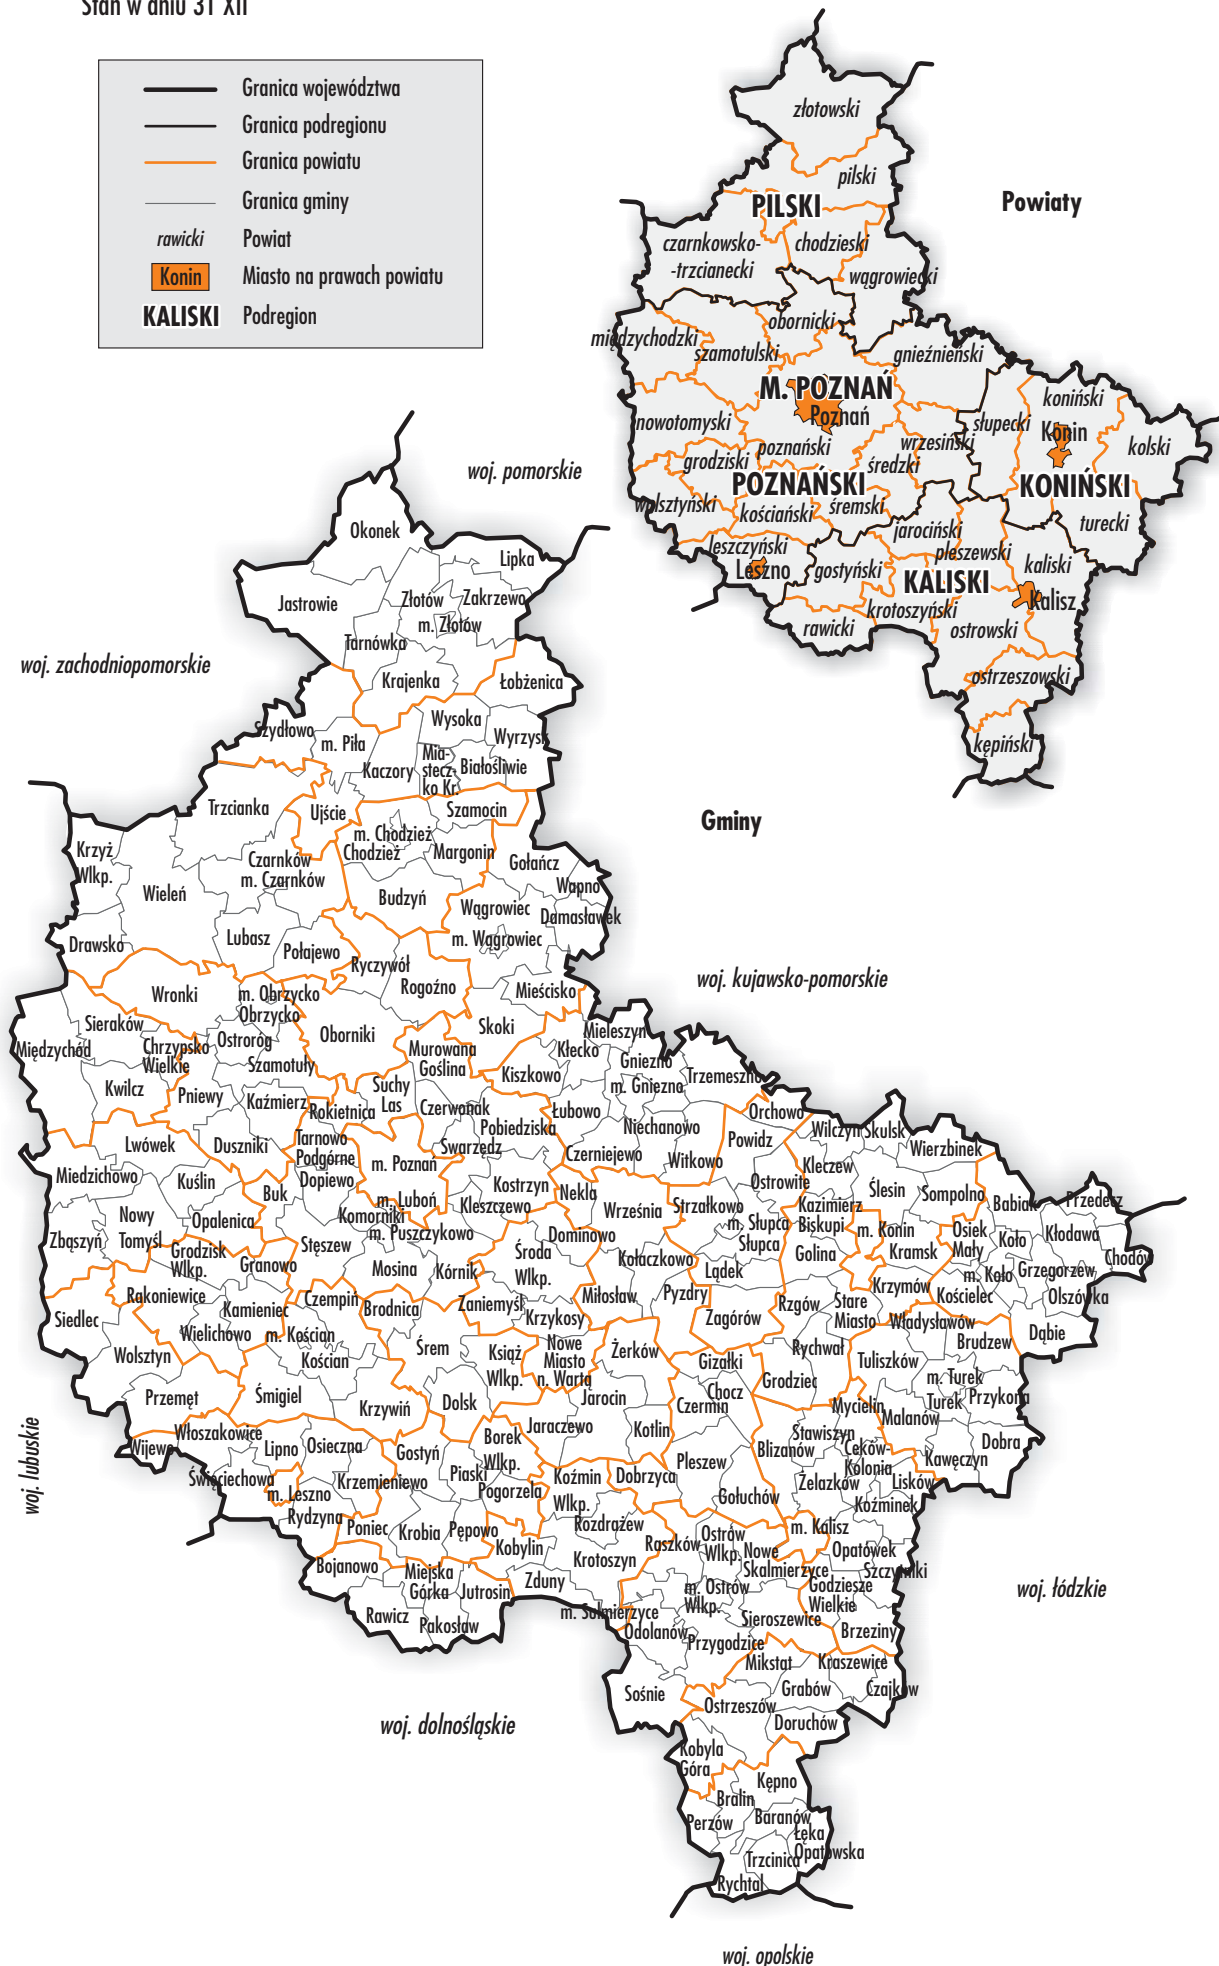 Stan w dniu 31 XII
Granica województwa
Granica podregionu
Granica powiatu
Granica gminy
rawicki Powiat
Konin Miasto na prawach powiatu
KALISKI Podregion
Powiaty
złotowski
pilski
PILSKI
czarnkowsko-
-trzcianecki
chodzieski
wągrowiecki
obornicki
międzychodzki
szamotulski
gnieźnieński
M. POZNAŃ
Poznań
koniński
słupecki
Konin
kolski
nowotomyski
poznański
wrzesiński
grodziski
średzki
POZNAŃSKI
KONIŃSKI
wolsztyński
kościański
śremski
turecki
jarociński
leszczyński
pleszewski
kaliski
Leszno
gostyński
KALISKI
Kalisz
krotoszyński
rawicki
ostrowski
ostrzeszowski
kępiński
Gminy
woj. pomorskie
woj. zachodniopomorskie
woj. kujawsko-pomorskie
woj. lubuskie
woj. łódzkie
woj. dolnośląskie
woj. opolskie
Okonek
Lipka
Jastrowie
Złotów
Zakrzewo
m. Złotów
Tarnówka
Krajenka
Łobżenica
Szydłowo
m. Piła
Wysoka
Wyrzysk
Kaczory
Mia-
stecz-
ko Kr.
Białośliwie
Trzcianka
Ujście
Szamocin
m. Chodzież
Chodzież
Margonin
Krzyż
Wlkp.
Czarnków
m. Czarnków
Gołańcz
Wapno
Wieleń
Budzyń
Wągrowiec
Damasławek
Drawsko
Lubasz
Połajewo
m. Wągrowiec
Ryczywół
Rogoźno
Mieścisko
Wronki
m. Obrzycko
Obrzycko
Sieraków
Oborniki
Skoki
Mieleszyn
Międzychód
Chrzypsko
Wielkie
Ostroróg
Szamotuły
Murowana
Goślina
Kłecko
Gniezno
m. Gniezno
Kiszkowo
Trzemeszno
Kwilcz
Pniewy
Kaźmierz
Rokietnica
Suchy
Las
Czerwonak
Łubowo
Orchowo
Pobiedziska
Niechanowo
Powidz
Wilczyn
Skulsk
Lwówek
Duszniki
Tarnowo
Podgórne
Swarzędz
Czerniejewo
Witkowo
Wierzbinek
m. Poznań
Kleczew
Miedzichowo
Kuślin
Buk
Dopiewo
Kostrzyn
Nekla
Ostrowite
Ślesin
Sompolno
Babiak
Przedecz
m. Luboń
Kleszczewo
Września
Strzałkowo
Kazimierz
Biskupi
Nowy
Tomyśl
Opalenica
Komorniki
m. Puszczykowo
m. Słupca
Słupca
m. Konin
Osiek
Mały
Koło
Kłodawa
Zbąszyń
Grodzisk
Wlkp.
Granowo
Stęszew
Dominowo
Środa
Wlkp.
Kołaczkowo
Golina
Kramsk
Chodów
Mosina
Kórnik
Lądek
m. Koło
Grzegorzew
Rakoniewice
Czempiń
Brodnica
Zaniemyśl
Miłosław
Pyzdry
Krzymów
Kościelec
Olszówka
Siedlec
Kamieniec
Krzykosy
Zagórów
Rzgów
Stare
Miasto
Władysławów
Dąbie
Wielichowo
m. Kościan
Kościan
Śrem
Książ
Wlkp.
Nowe
Miasto
n. Wartą
Żerków
Rychwał
Brudzew
Wolsztyn
Gizałki
Tuliszków
m. Turek
Turek
Przykona
Przemęt
Śmigiel
Krzywiń
Dolsk
Jarocin
Chocz
Czermin
Grodziec
Mycielin
Malanów
Włoszakowice
Wijewo
Lipno
Osieczna
Gostyń
Borek
Wlkp.
Jaraczewo
Kotlin
Blizanów
Stawiszyn
Ceków-
Kolonia
Dobra
Kawęczyn
Święciechowa
m. Leszno
Krzemieniewo
Piaski
Pogorzela
Koźmin
Wlkp.
Dobrzyca
Pleszew
Żelazków
Lisków
Rydzyna
Gołuchów
Koźminek
Poniec
Krobia
Pępowo
Kobylin
Rozdrażew
Raszków
Ostrów
Wlkp.
m. Kalisz
Opatówek
Bojanowo
Krotoszyn
Nowe
Skalmierzyce
Szczytniki
Miejska
Górka
Jutrosin
Zduny
m. Ostrów
Wlkp.
Godziesze
Wielkie
Rawicz
Pakosław
m. Sulmierzyce
Odolanów
Sieroszewice
Brzeziny
Przygodzice
Mikstat
Kraszewice
Sośnie
Grabów
Czajków
Ostrzeszów
Doruchów
Kobyla
Góra
Kępno
Bralin
Perzów
Baranów
Łęka
Opatowska
Trzcinica
Rychtal